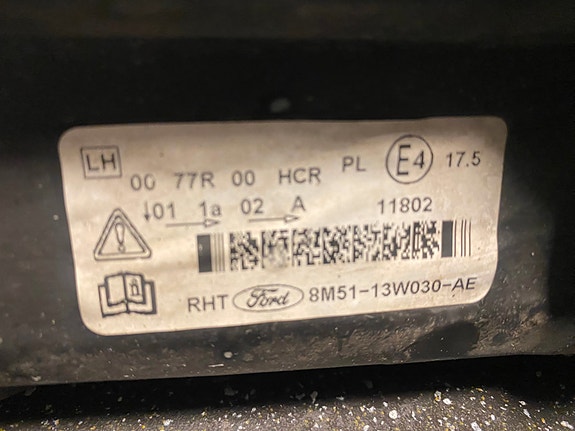 LH 00 77R 00 HCR PL E4 17.5
↓01 1a 02 A 11802
RHT Ford 8M51-13W030-AE